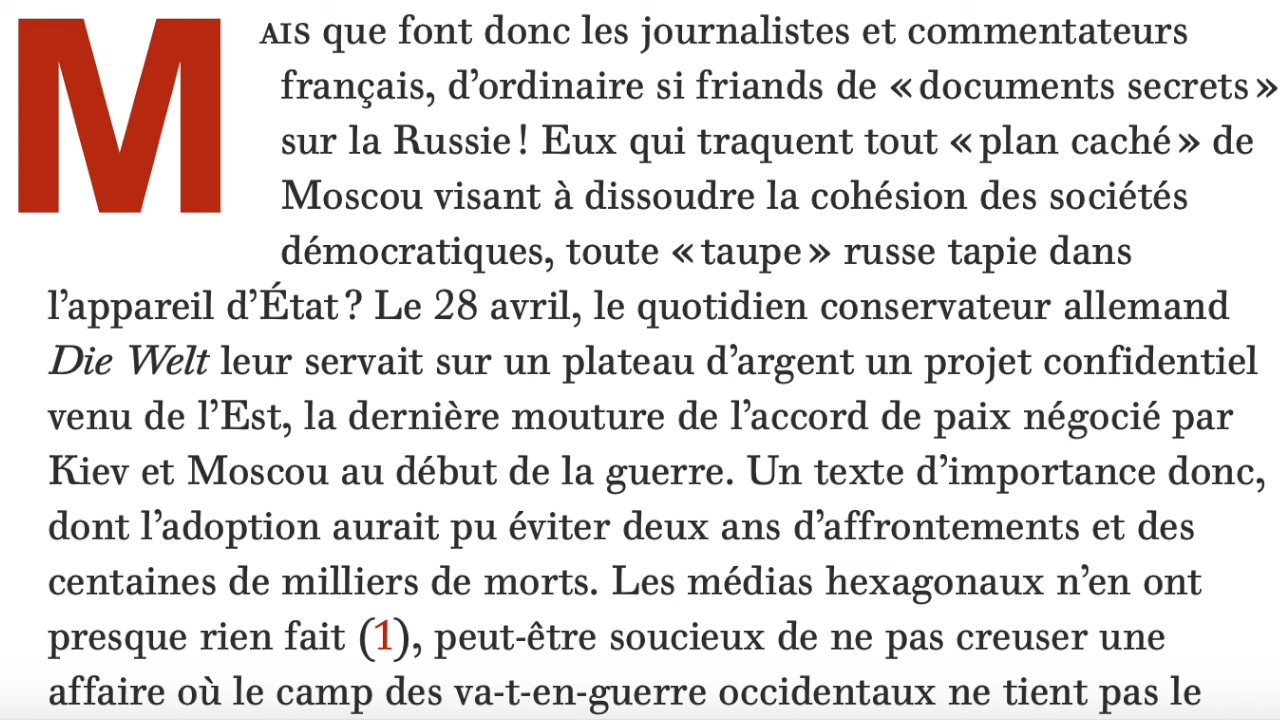 MAIS que font donc les journalistes et commentateurs
français, d’ordinaire si friands de « documents secrets »
sur la Russie ! Eux qui traquent tout « plan caché » de
Moscou visant à dissoudre la cohésion des sociétés
démocratiques, toute « taupe » russe tapie dans
l’appareil d’État ? Le 28 avril, le quotidien conservateur allemand
Die Welt leur servait sur un plateau d’argent un projet confidentiel
venu de l’Est, la dernière mouture de l’accord de paix négocié par
Kiev et Moscou au début de la guerre. Un texte d’importance donc,
dont l’adoption aurait pu éviter deux ans d’affrontements et des
centaines de milliers de morts. Les médias hexagonaux n’en ont
presque rien fait (1), peut-être soucieux de ne pas creuser une
affaire où le camp des va-t-en-guerre occidentaux ne tient pas le